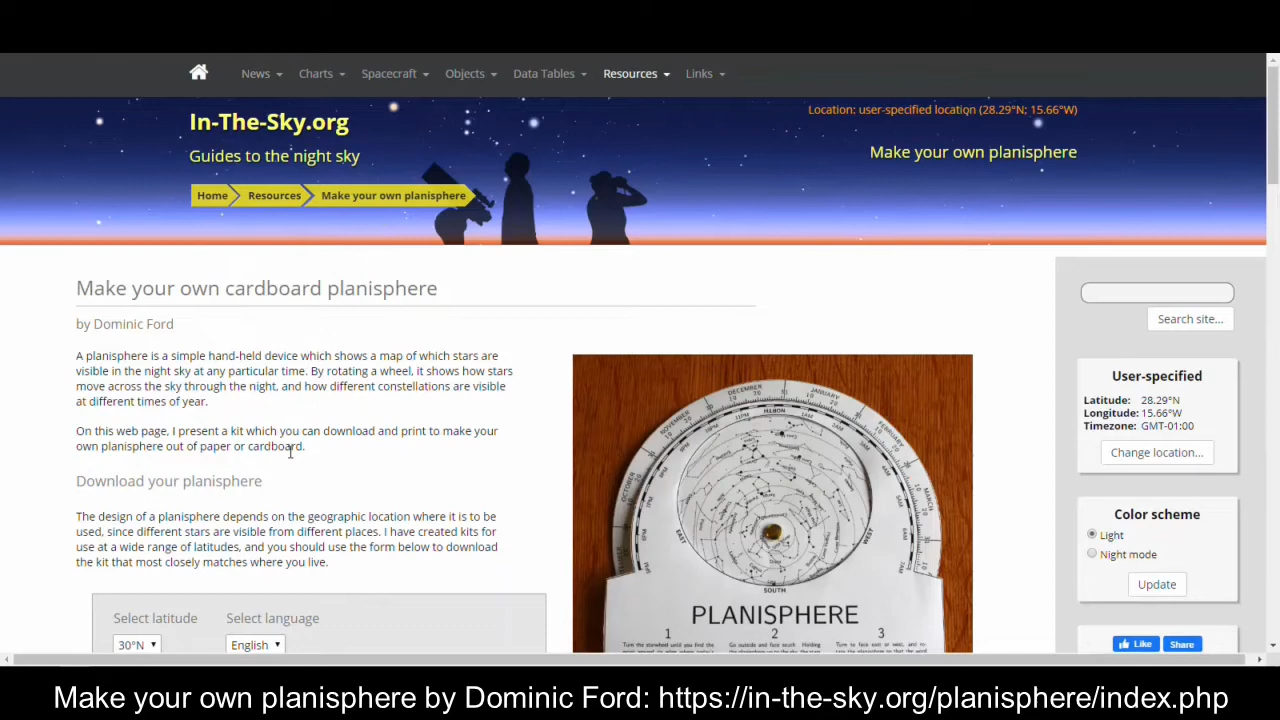 News Charts Spacecraft Objects Data Tables Resources Links
Location: user-specified location (28.29°N; 15.66°W)
In-The-Sky.org
Guides to the night sky
Make your own planisphere
Home Resources Make your own planisphere
Make your own cardboard planisphere
by Dominic Ford
A planisphere is a simple hand-held device which shows a map of which stars are
visible in the night sky at any particular time. By rotating a wheel, it shows how stars
move across the sky through the night, and how different constellations are visible
at different times of year.
On this web page, I present a kit which you can download and print to make your
own planisphere out of paper or cardboard.
Download your planisphere
The design of a planisphere depends on the geographic location where it is to be
used, since different stars are visible from different places. I have created kits for
use at a wide range of latitudes, and you should use the form below to download
the kit that most closely matches where you live.
Select latitude Select language
30°N English
DECEMBER JANUARY
NOVEMBER FEBRUARY
OCTOBER MARCH
NORTH
EAST WEST
SOUTH
PLANISPHERE
1 2 3
Search site...
User-specified
Latitude: 28.29°N
Longitude: 15.66°W
Timezone: GMT-01:00
Change location...
Color scheme
Light
Night mode
Update
Like Share
Make your own planisphere by Dominic Ford: https://in-the-sky.org/planisphere/index.php